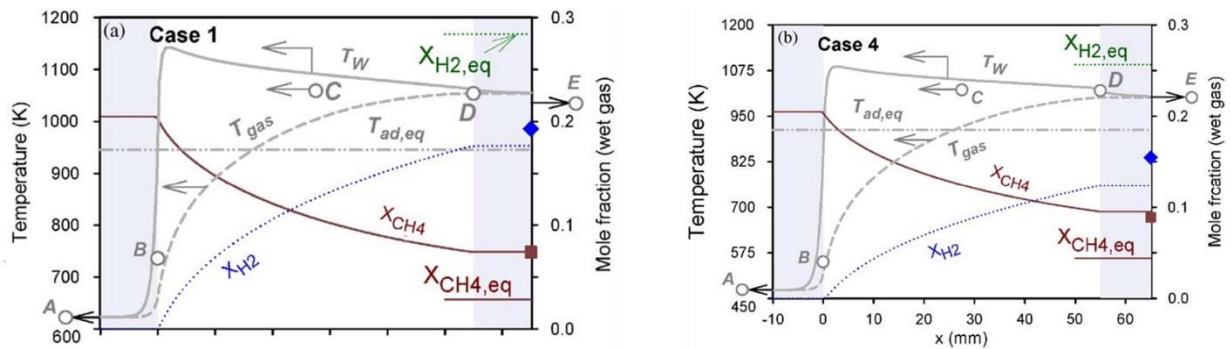 (a)
Case 1
1200
1100
1000
900
800
700
600
Temperature (K)
0.3
0.2
0.1
0.0
Mole fraction (wet gas)
T_W
X_H2,eq
C
D
E
T_gas
T_ad,eq
X_CH4
X_H2
B
A
X_CH4,eq
(b)
Case 4
1200
1075
950
825
700
575
450
Temperature (K)
0.3
0.2
0.1
0.0
Mole frcation (wet gas)
X_H2,eq
T_W
C
D
E
T_ad,eq
T_gas
X_CH4
X_H2
B
A
X_CH4,eq
-10 0 10 20 30 40 50 60
x (mm)